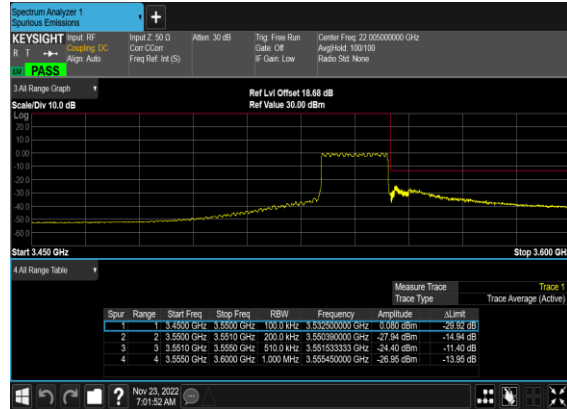 Spectrum Analyzer 1
Spurious Emissions
KEYSIGHT Input: RF Input Z: 50 Ω Atten: 30 dB Trig: Free Run Center Freq: 22.005000000 GHz
R T Coupling: DC Corr CCorr Gate: Off Avg|Hold: 100/100
Align: Auto Freq Ref: Int (S) IF Gain: Low Radio Std: None
PASS
3 All Range Graph
Ref Lvl Offset 18.68 dB
Scale/Div 10.0 dB Ref Value 30.00 dBm
Log
20.0
10.0
0.00
-10.0
-20.0
-30.0
-40.0
-50.0
-60.0
Start 3.450 GHz Stop 3.600 GH
4 All Range Table
Measure Trace Trace 1
Trace Type Trace Average (Active)
Spur Range Start Freq Stop Freq RBW Frequency Amplitude ΔLimit
1 1 3.4500 GHz 3.5500 GHz 100.0 kHz 3.532500000 GHz 0.080 dBm -29.92 dB
2 2 3.5500 GHz 3.5510 GHz 200.0 kHz 3.550390000 GHz -27.94 dBm -14.94 dB
3 3 3.5510 GHz 3.5550 GHz 510.0 kHz 3.551533333 GHz -24.40 dBm -11.40 dB
4 4 3.5550 GHz 3.6000 GHz 1.000 MHz 3.555450000 GHz -26.95 dBm -13.95 dB
? Nov 23, 2022
7:01:52 AM